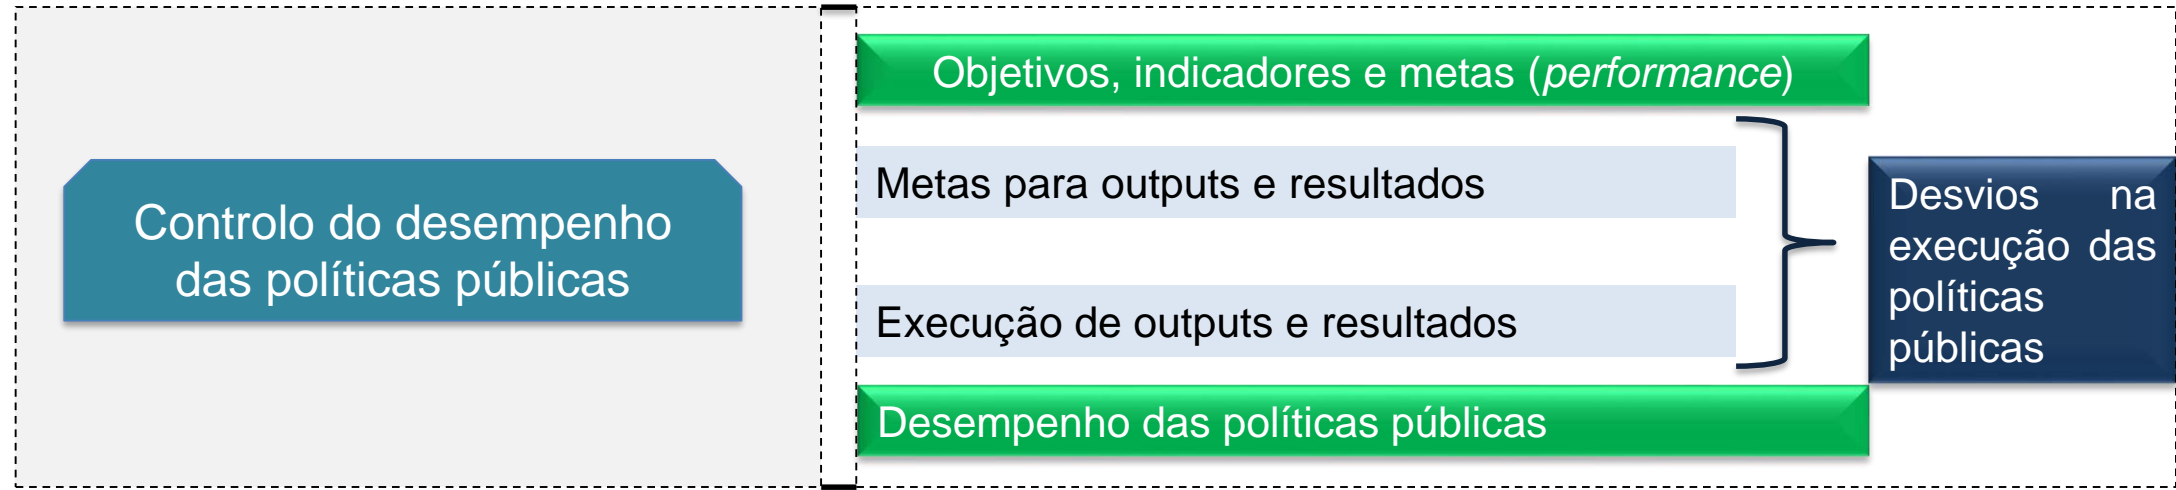 Controlo do desempenho
das políticas públicas
Objetivos, indicadores e metas (performance)
Metas para outputs e resultados
Execução de outputs e resultados
Desempenho das políticas públicas
Desvios na
execução das
políticas
públicas